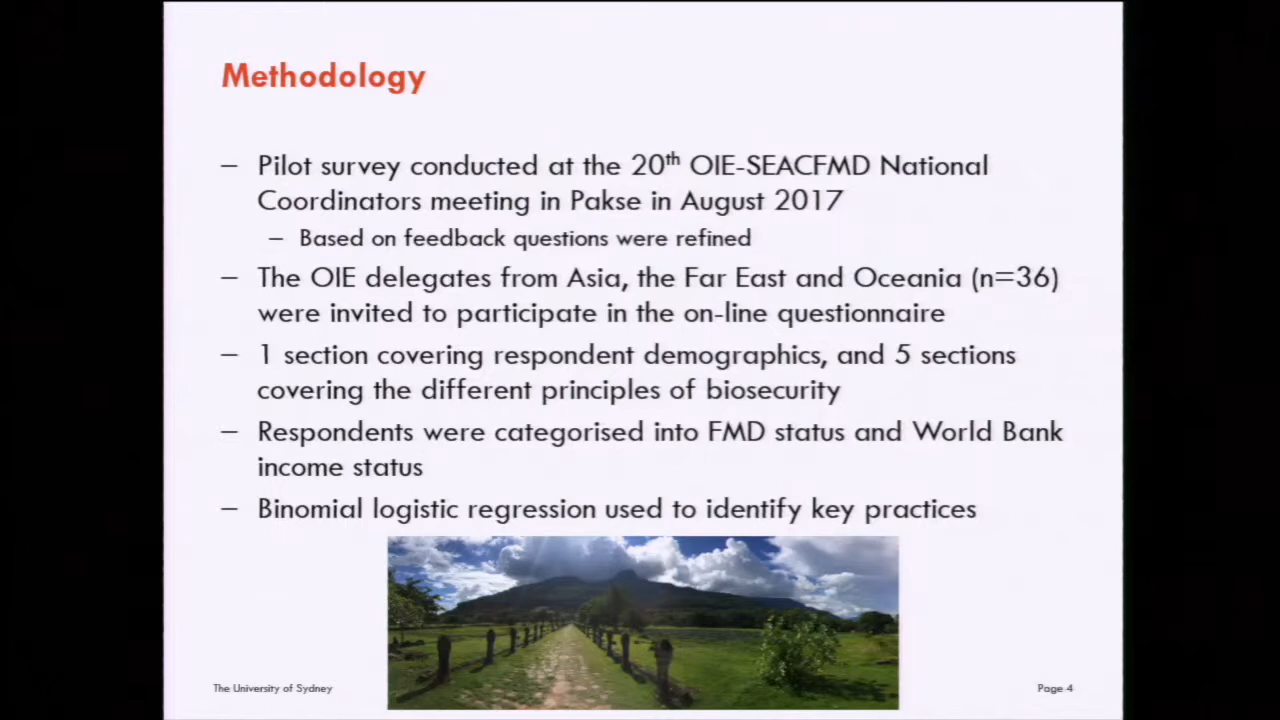 Methodology
– Pilot survey conducted at the 20th OIE-SEACFMD National
Coordinators meeting in Pakse in August 2017
– Based on feedback questions were refined
– The OIE delegates from Asia, the Far East and Oceania (n=36)
were invited to participate in the on-line questionnaire
– 1 section covering respondent demographics, and 5 sections
covering the different principles of biosecurity
– Respondents were categorised into FMD status and World Bank
income status
– Binomial logistic regression used to identify key practices
The University of Sydney
Page 4